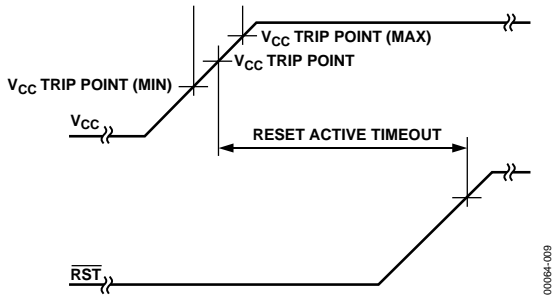 VCC TRIP POINT (MAX)
VCC TRIP POINT
VCC TRIP POINT (MIN)
VCC
RESET ACTIVE TIMEOUT
RST
00064-009